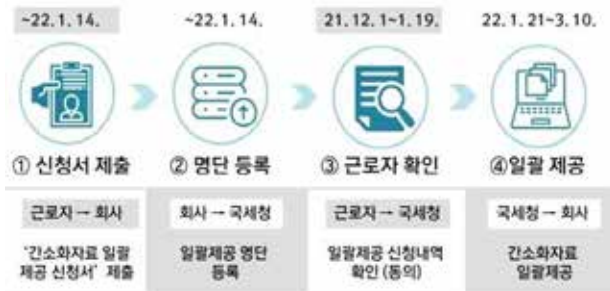 ~22.1.14.
~22.1.14.
21.12.1~1.19.
22.1.21~3.10.
① 신청서 제출
② 명단 등록
③ 근로자 확인
④일괄 제공
근로자 → 회사
회사 → 국세청
근로자 → 국세청
국세청 → 회사
'간소화자료 일괄
제공 신청서' 제출
일괄제공 명단
등록
일괄제공 신청내역
확인 (동의)
간소화자료
일괄제공